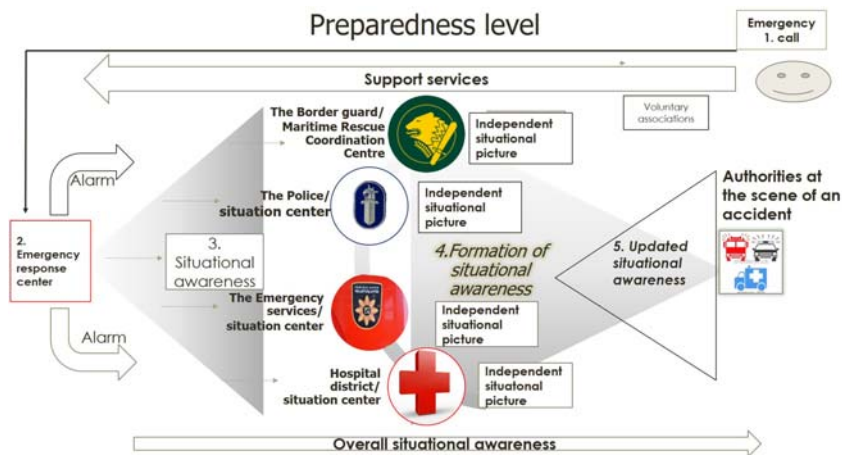 Preparedness level
Emergency
1. call
Support services
Voluntary
associations
The Border guard/
Maritime Rescue
Coordination
Centre
Independent
situational
picture
Alarm
The Police/
situation center
Independent
situational
picture
Authorities at
the scene of an
accident
2.
Emergency
response
center
3.
Situational
awareness
4.Formation of
situational
awareness
5. Updated
situational
awareness
The Emergency
services/
situation center
Independent
situational
picture
Alarm
Hospital
district/
situation center
Independent
situatonal
picture
Overall situational awareness